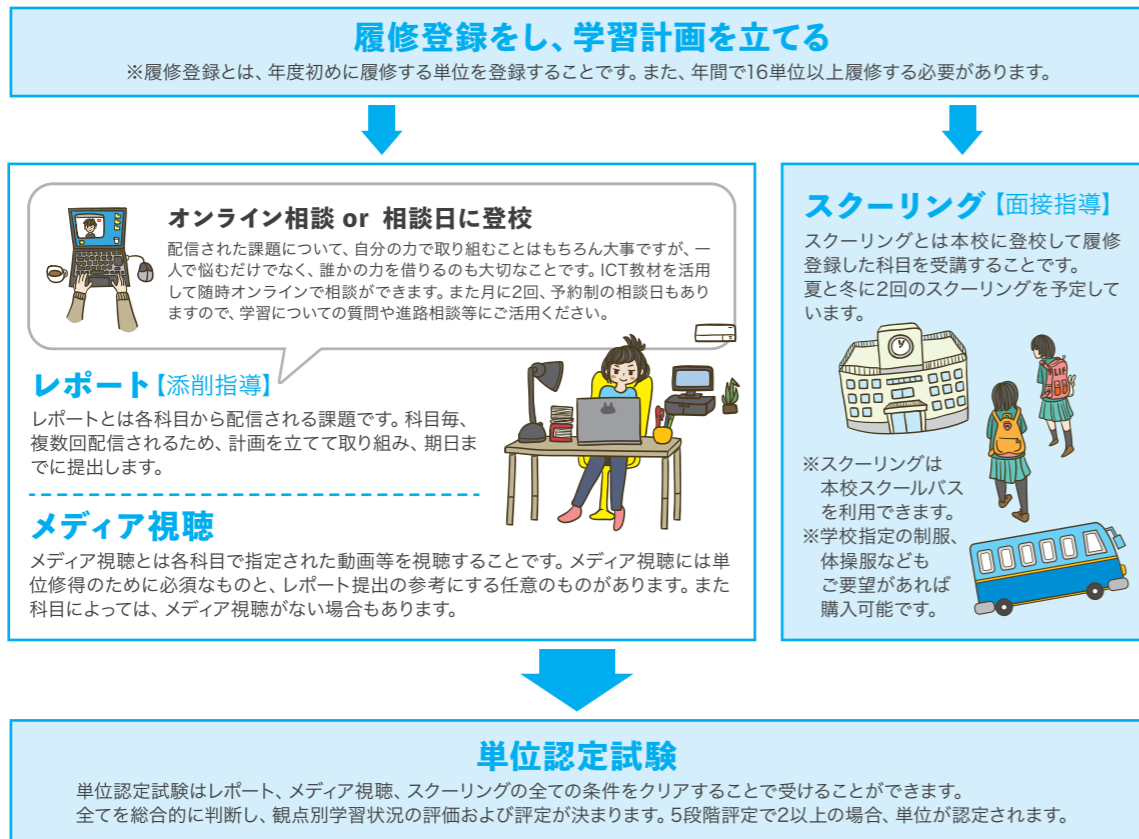 履修登録をし、学習計画を立てる
※履修登録とは、年度初めに履修する単位を登録することです。また、年間で16単位以上履修する必要があります。
オンライン相談 or 相談日に登校
配信された課題について、自分の力で取り組むことはもちろん大事ですが、一
人で悩むだけでなく、誰かの力を借りるのも大切なことです。ICT教材を活用
して随時オンラインで相談ができます。また月に2回、予約制の相談日もあり
ますので、学習についての質問や進路相談等にご活用ください。
レポート【添削指導】
レポートとは各科目から配信される課題です。科目毎、
複数回配信されるため、計画を立てて取り組み、期日ま
でに提出します。
メディア視聴
メディア視聴とは各科目で指定された動画等を視聴することです。メディア視聴には単
位修得のために必須なものと、レポート提出の参考にする任意のものがあります。また
科目によっては、メディア視聴がない場合もあります。
スクーリング【面接指導】
スクーリングとは本校に登校して履修
登録した科目を受講することです。
夏と冬に2回のスクーリングを予定して
います。
※スクーリングは
本校スクールバス
を利用できます。
※学校指定の制服、
体操服なども
ご要望があれば
購入可能です。
単位認定試験
単位認定試験はレポート、メディア視聴、スクーリングの全ての条件をクリアすることで受けることができます。
全てを総合的に判断し、観点別学習状況の評価および評定が決まります。5段階評定で2以上の場合、単位が認定されます。